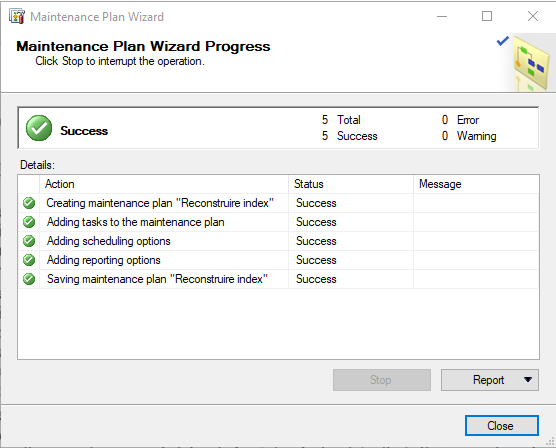 Maintenance Plan Wizard
Maintenance Plan Wizard Progress
Click Stop to interrupt the operation.
Success
5 Total 0 Error
5 Success 0 Warning
Details:
Action Status Message
Creating maintenance plan "Reconstruire index" Success
Adding tasks to the maintenance plan Success
Adding scheduling options Success
Adding reporting options Success
Saving maintenance plan "Reconstruire index" Success
Stop Report
Close